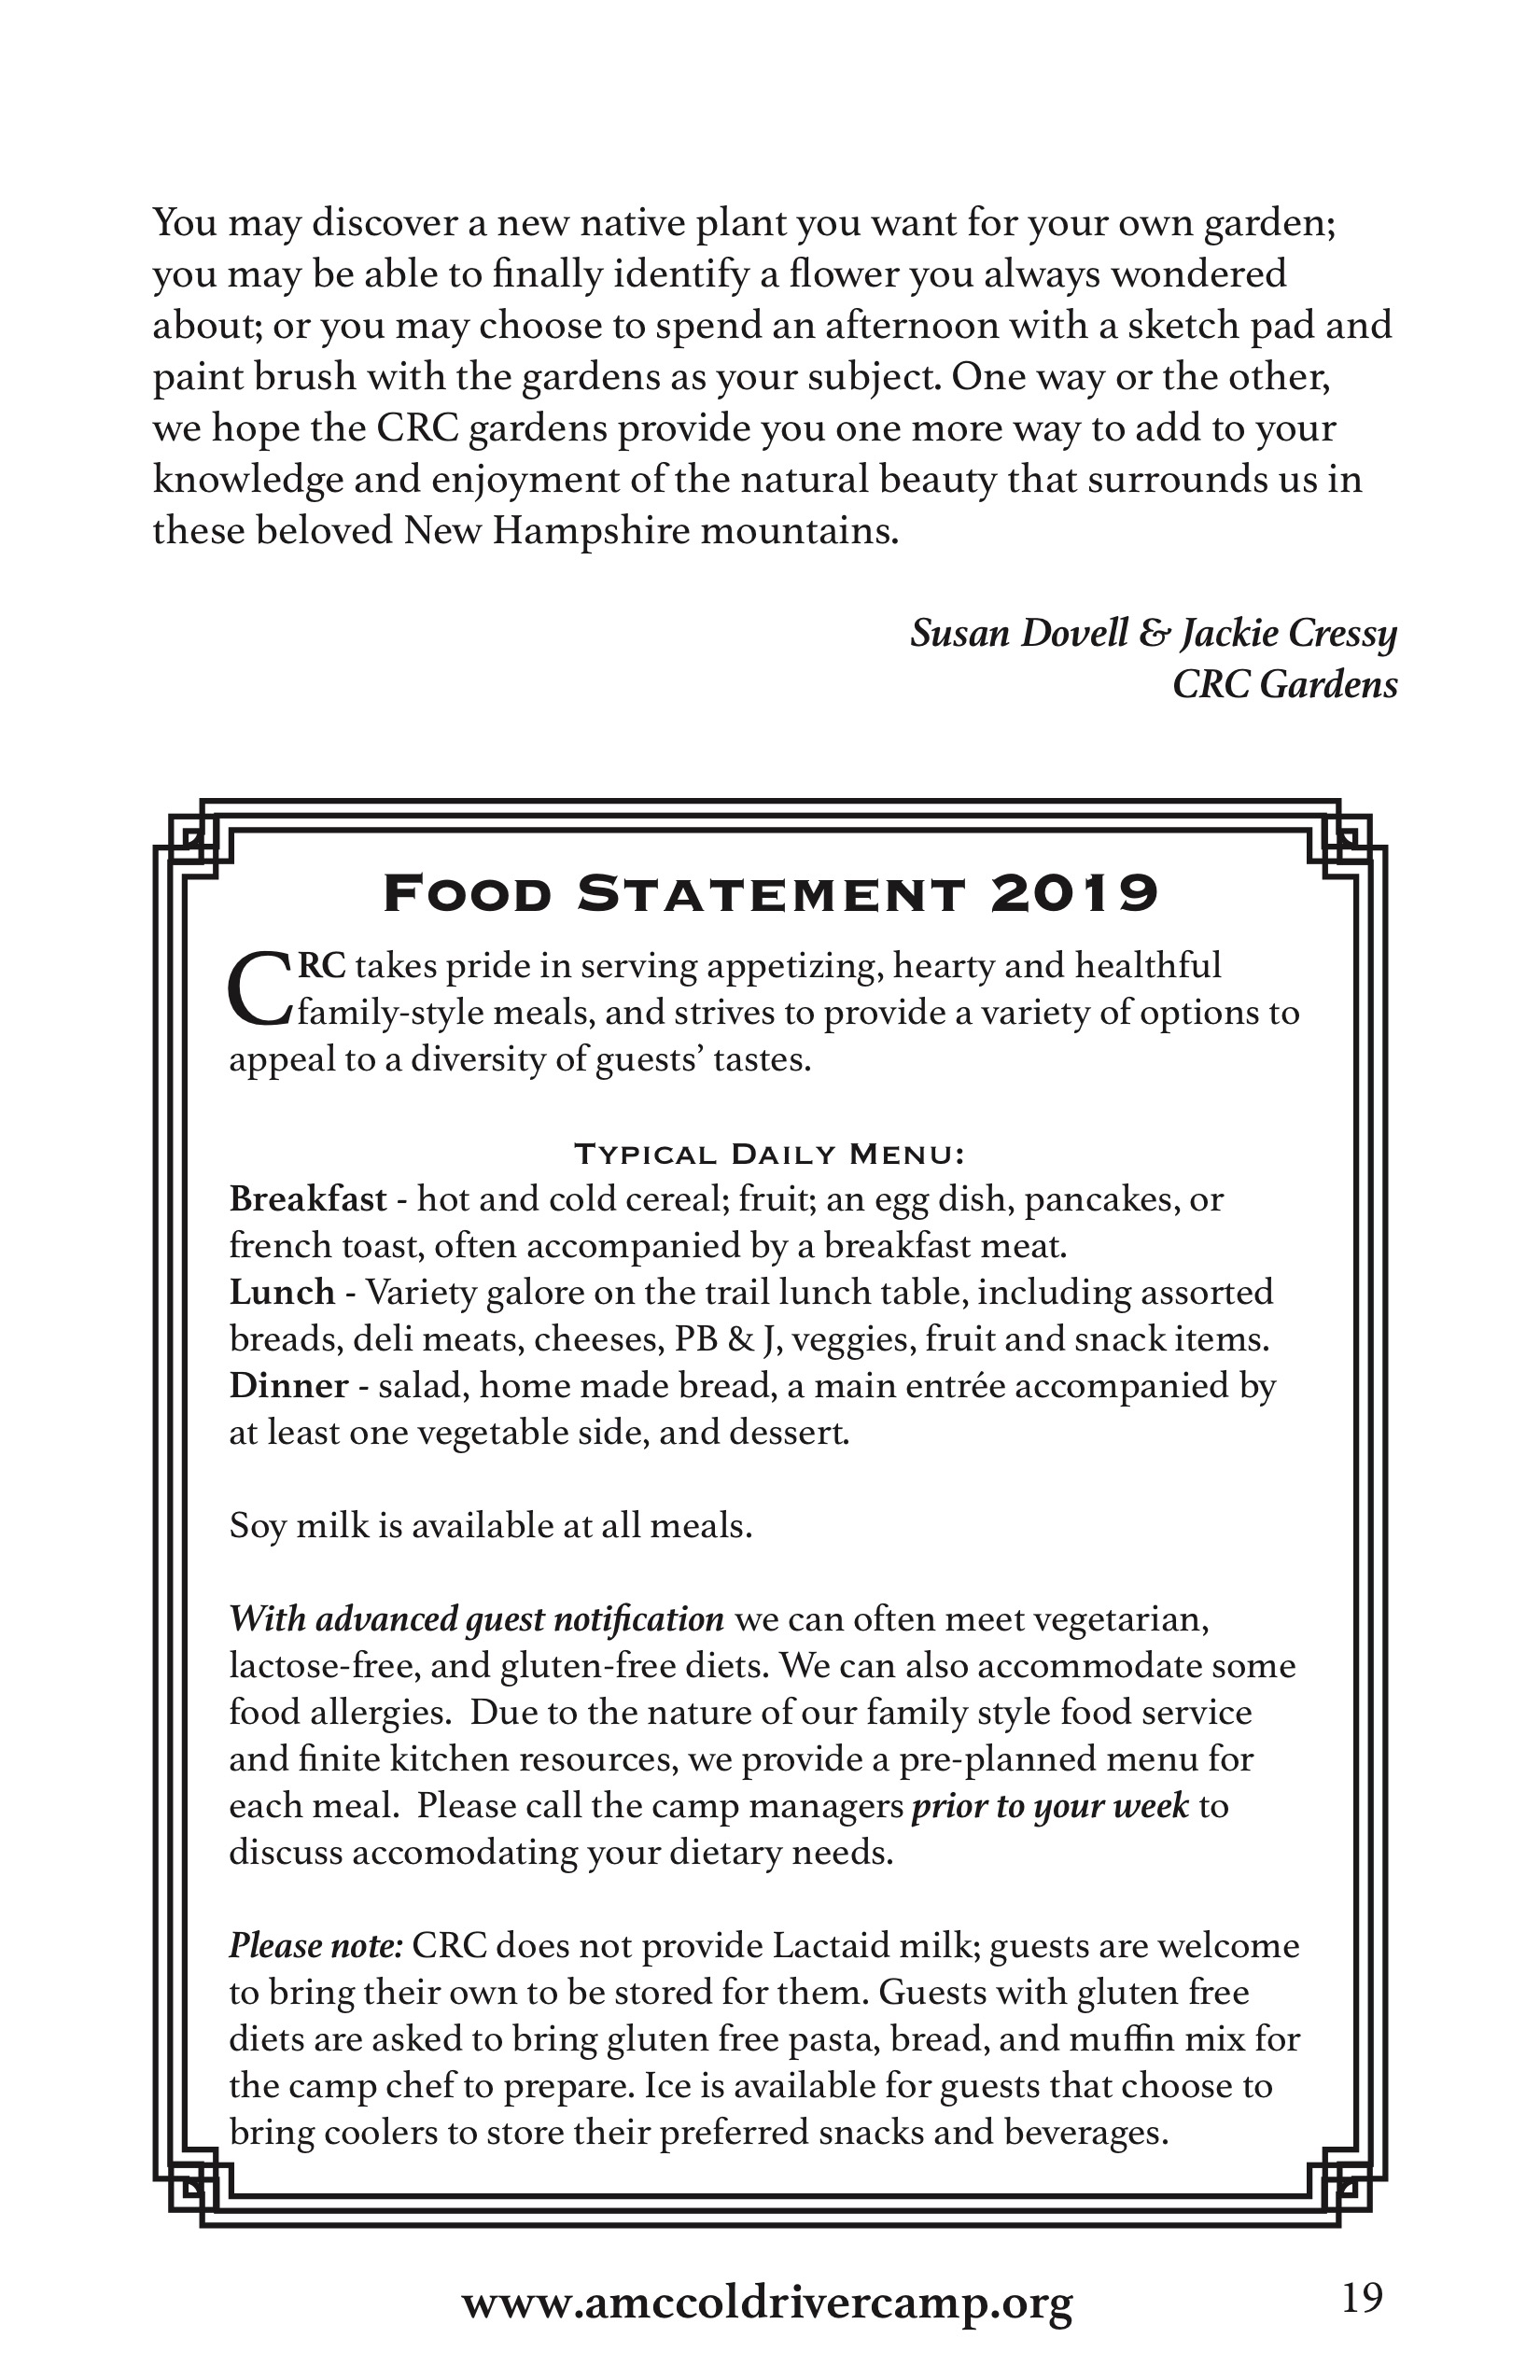 You may discover a new native plant you want for your own garden;
you may be able to finally identify a flower you always wondered
about; or you may choose to spend an afternoon with a sketch pad and
paint brush with the gardens as your subject. One way or the other,
we hope the CRC gardens provide you one more way to add to your
knowledge and enjoyment of the natural beauty that surrounds us in
these beloved New Hampshire mountains.
Susan Dovell & Jackie Cressy
CRC Gardens
Food Statement 2019
CRC takes pride in serving appetizing, hearty and healthful
family-style meals, and strives to provide a variety of options to
appeal to a diversity of guests’ tastes.
Typical Daily Menu:
Breakfast - hot and cold cereal; fruit; an egg dish, pancakes, or
french toast, often accompanied by a breakfast meat.
Lunch - Variety galore on the trail lunch table, including assorted
breads, deli meats, cheeses, PB & J, veggies, fruit and snack items.
Dinner - salad, home made bread, a main entrée accompanied by
at least one vegetable side, and dessert.
Soy milk is available at all meals.
With advanced guest notification we can often meet vegetarian,
lactose-free, and gluten-free diets. We can also accommodate some
food allergies.  Due to the nature of our family style food service
and finite kitchen resources, we provide a pre-planned menu for
each meal.  Please call the camp managers prior to your week to
discuss accomodating your dietary needs.
Please note: CRC does not provide Lactaid milk; guests are welcome
to bring their own to be stored for them. Guests with gluten free
diets are asked to bring gluten free pasta, bread, and muffin mix for
the camp chef to prepare. Ice is available for guests that choose to
bring coolers to store their preferred snacks and beverages.
www.amccoldrivercamp.org
19